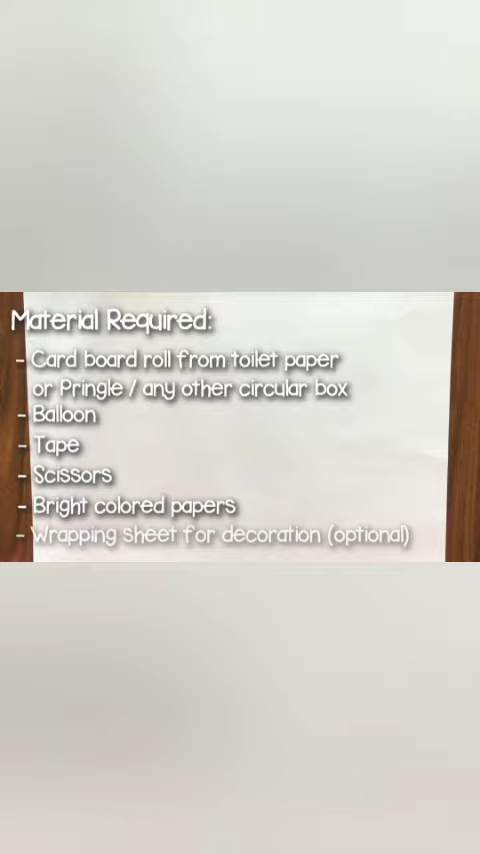 Material Required:
- Card board roll from toilet paper
or Pringle / any other circular box
- Balloon
- Tape
- Scissors
- Bright colored papers
- Wrapping sheet for decoration (optional)